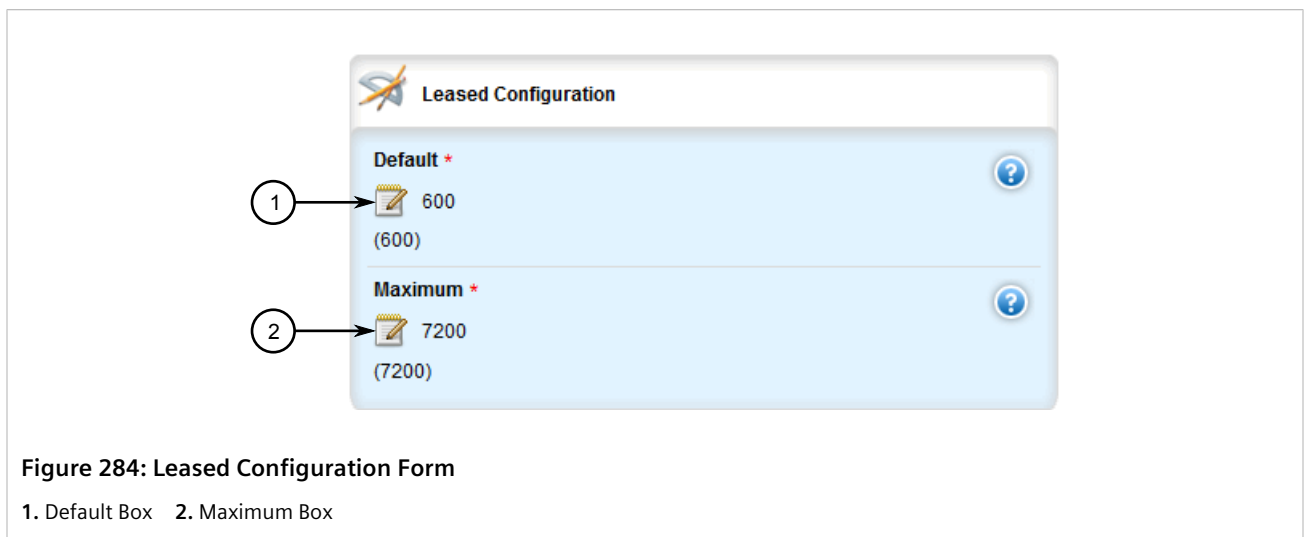 Leased Configuration
Default *
1
600
(600)
Maximum *
2
7200
(7200)
Figure 284: Leased Configuration Form
1. Default Box 2. Maximum Box